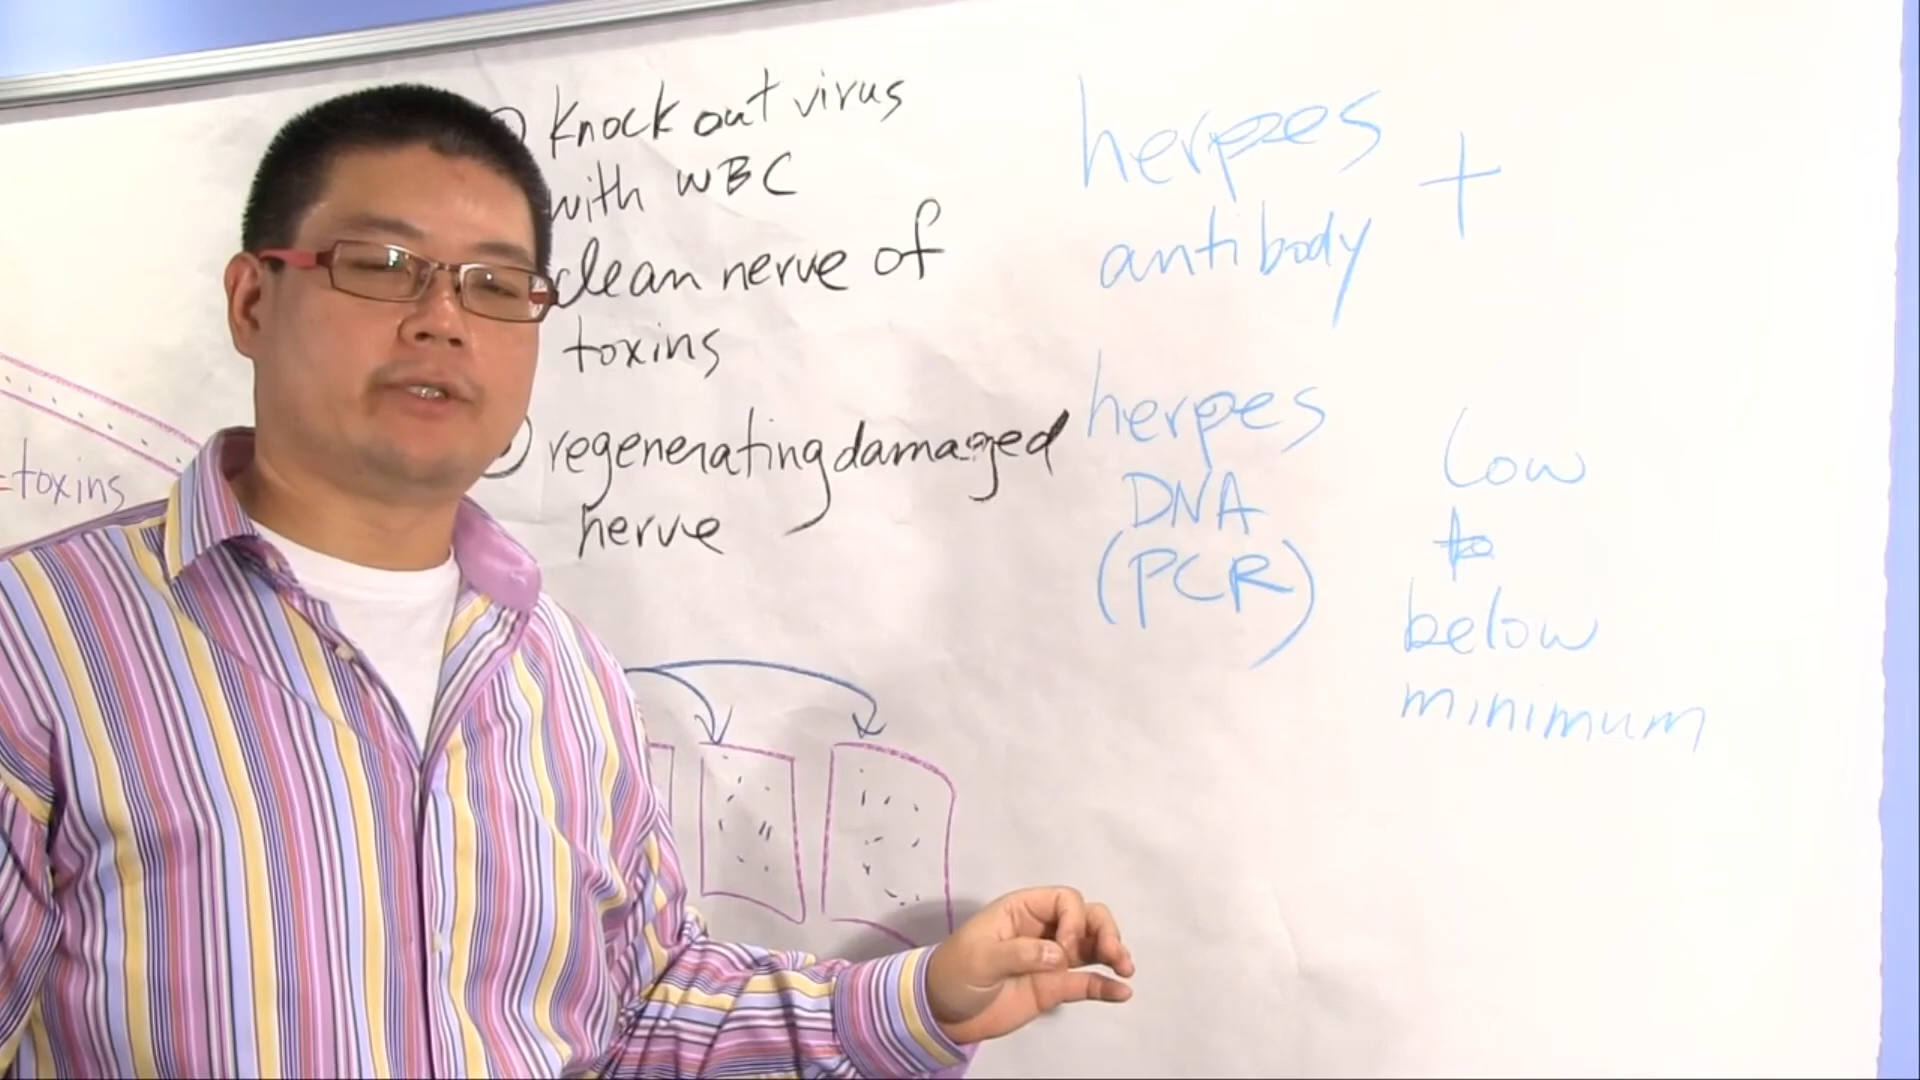 knock out virus
with WBC
clean nerve of
toxins
regenerating damaged
nerve
=toxins
herpes
antibody +
herpes
DNA
(PCR)
Low
to
below
minimum